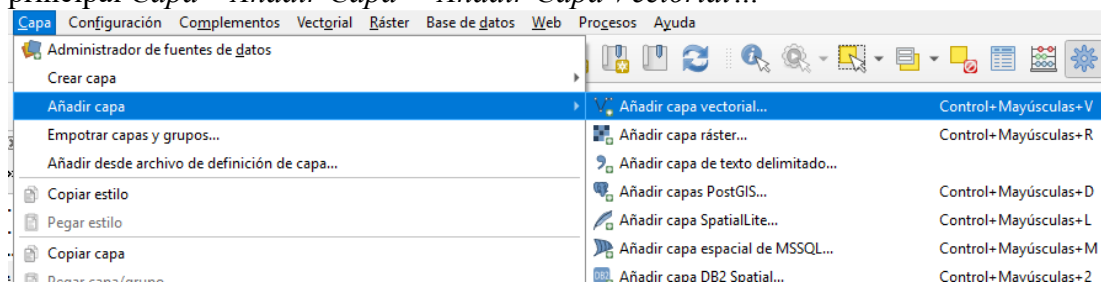 principal Capa – Añadir Capa – Añadir Capa vectorial...
Capa Configuración Complementos Vectorial Ráster Base de datos Web Procesos Ayuda
Administrador de fuentes de datos
Crear capa
Añadir capa
Empotrar capas y grupos...
Añadir desde archivo de definición de capa...
Copiar estilo
Pegar estilo
Copiar capa
Pegar capa/grupo
Añadir capa vectorial... Control+Mayúsculas+V
Añadir capa ráster... Control+Mayúsculas+R
Añadir capa de texto delimitado...
Añadir capas PostGIS... Control+Mayúsculas+D
Añadir capa SpatialLite... Control+Mayúsculas+L
Añadir capa espacial de MSSQL... Control+Mayúsculas+M
Añadir capa DB2 Spatial... Control+Mayúsculas+2